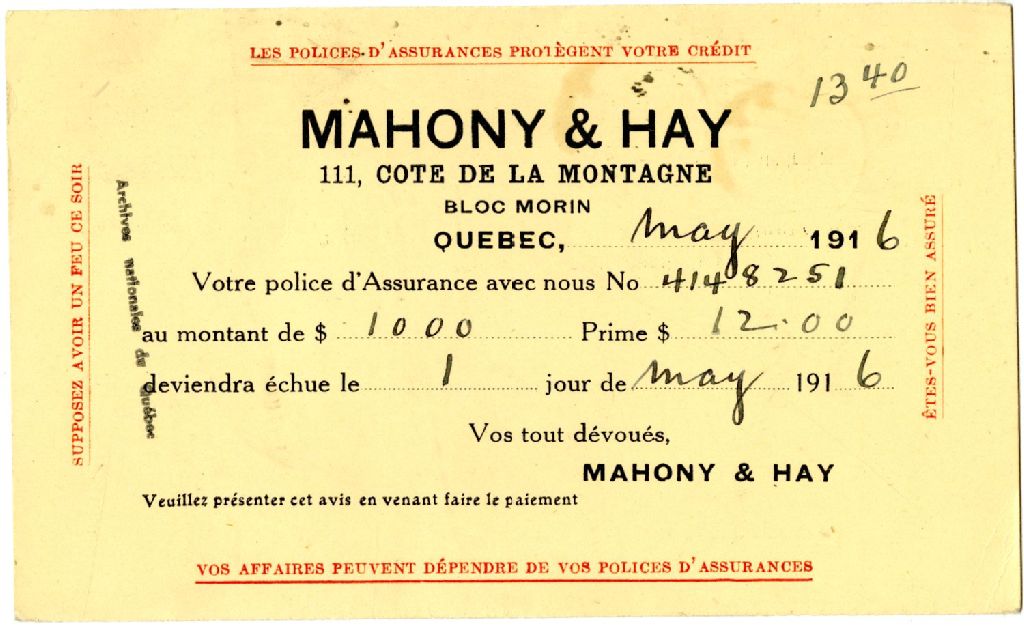 LES POLICES-D'ASSURANCES PROTÈGENT VOTRE CRÉDIT
13 40
MAHONY & HAY
111, COTE DE LA MONTAGNE
BLOC MORIN
QUEBEC, May 1916
Votre police d'Assurance avec nous No 4148251
au montant de $ 1000 Prime $ 12.00
deviendra échue le 1 jour de May 1916
Vos tout dévoués,
MAHONY & HAY
Veuillez présenter cet avis en venant faire le paiement
VOS AFFAIRES PEUVENT DÉPENDRE DE VOS POLICES D'ASSURANCES
SUPPOSEZ AVOIR UN FEU CE SOIR
Archives nationales du Québec
ÊTES-VOUS BIEN ASSURÉ